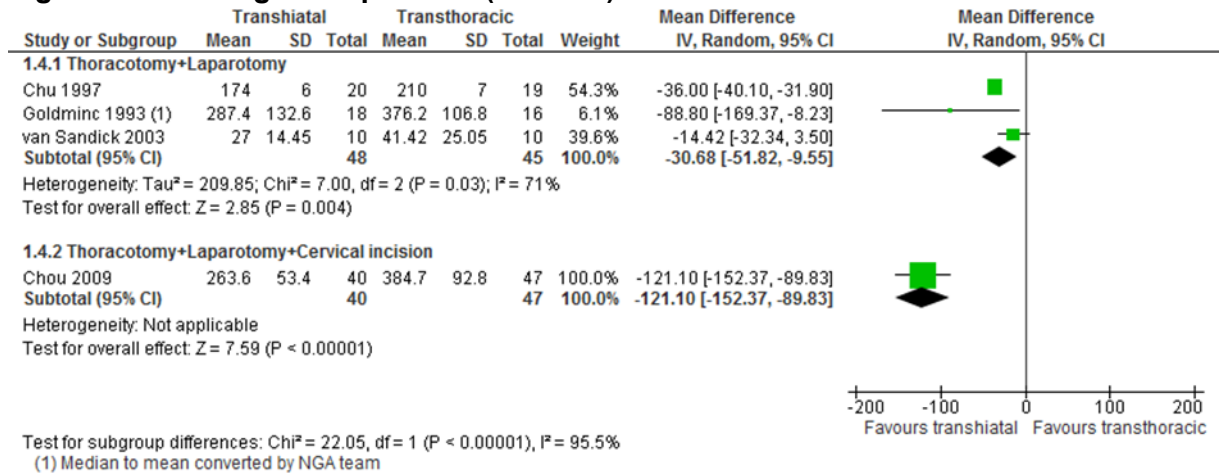 Transhiatal Transthoracic Mean Difference Mean Difference
Study or Subgroup Mean SD Total Mean SD Total Weight IV, Random, 95% CI IV, Random, 95% CI
1.4.1 Thoracotomy+Laparotomy
Chu 1997 174 6 20 210 7 19 54.3% -36.00 [-40.10, -31.90]
Goldminc 1993 (1) 287.4 132.6 18 376.2 106.8 16 6.1% -88.80 [-169.37, -8.23]
van Sandick 2003 27 14.45 10 41.42 25.05 10 39.6% -14.42 [-32.34, 3.50]
Subtotal (95% CI) 48 45 100.0% -30.68 [-51.82, -9.55]
Heterogeneity: Tau² = 209.85; Chi² = 7.00, df = 2 (P = 0.03); I² = 71%
Test for overall effect: Z = 2.85 (P = 0.004)
1.4.2 Thoracotomy+Laparotomy+Cervical incision
Chou 2009 263.6 53.4 40 384.7 92.8 47 100.0% -121.10 [-152.37, -89.83]
Subtotal (95% CI) 40 47 100.0% -121.10 [-152.37, -89.83]
Heterogeneity: Not applicable
Test for overall effect: Z = 7.59 (P < 0.00001)
-200 -100 0 100 200
Favours transhiatal Favours transthoracic
Test for subgroup differences: Chi² = 22.05, df = 1 (P < 0.00001), I² = 95.5%
(1) Median to mean converted by NGA team